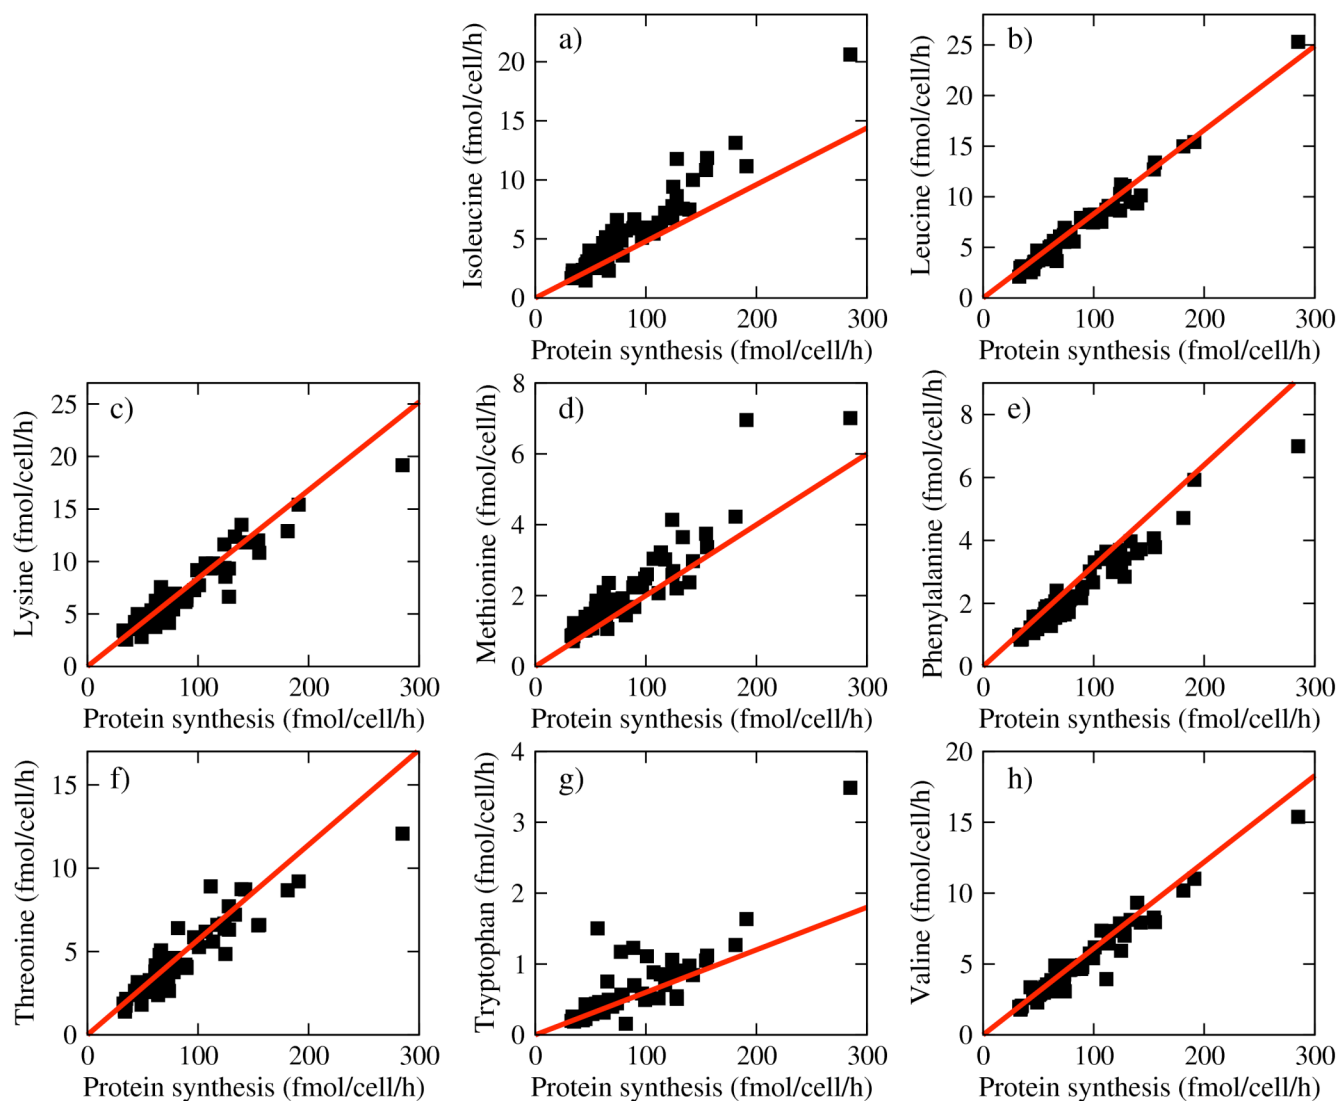 a)
Isoleucine (fmol/cell/h)
20
15
10
5
0
0 100 200 300
Protein synthesis (fmol/cell/h)
b)
Leucine (fmol/cell/h)
25
20
15
10
5
0
0 100 200 300
Protein synthesis (fmol/cell/h)
c)
Lysine (fmol/cell/h)
25
20
15
10
5
0
0 100 200 300
Protein synthesis (fmol/cell/h)
d)
Methionine (fmol/cell/h)
8
6
4
2
0
0 100 200 300
Protein synthesis (fmol/cell/h)
e)
Phenylalanine (fmol/cell/h)
8
6
4
2
0
0 100 200 300
Protein synthesis (fmol/cell/h)
f)
Threonine (fmol/cell/h)
15
10
5
0
0 100 200 300
Protein synthesis (fmol/cell/h)
g)
Tryptophan (fmol/cell/h)
4
3
2
1
0
0 100 200 300
Protein synthesis (fmol/cell/h)
h)
Valine (fmol/cell/h)
20
15
10
5
0
0 100 200 300
Protein synthesis (fmol/cell/h)